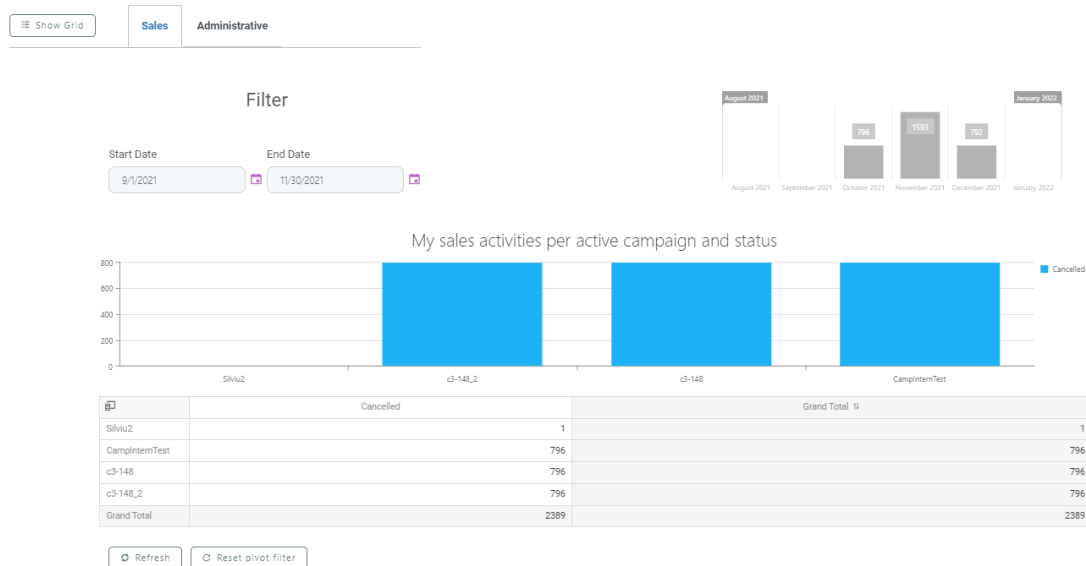 Show Grid
Sales
Administrative
Filter
Start Date
End Date
9/1/2021
11/30/2021
August 2021
January 2022
796
1593
792
August 2021
September 2021
October 2021
November 2021
December 2021
January 2022
My sales activities per active campaign and status
800
600
400
200
0
Cancelled
Silviu2
c3-148_2
c3-148
CampInternTest
Cancelled
Grand Total
Silviu2 1 1
CampInternTest 796 796
c3-148 796 796
c3-148_2 796 796
Grand Total 2389 2389
Refresh
Reset pivot filter